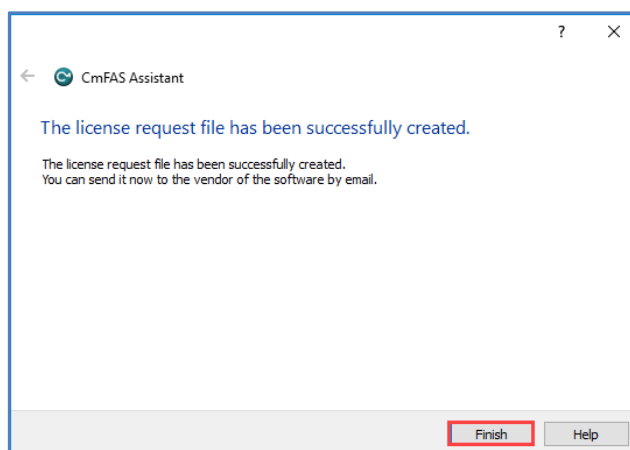 ?
CmFAS Assistant
The license request file has been successfully created.
The license request file has been successfully created.
You can send it now to the vendor of the software by email.
Finish Help